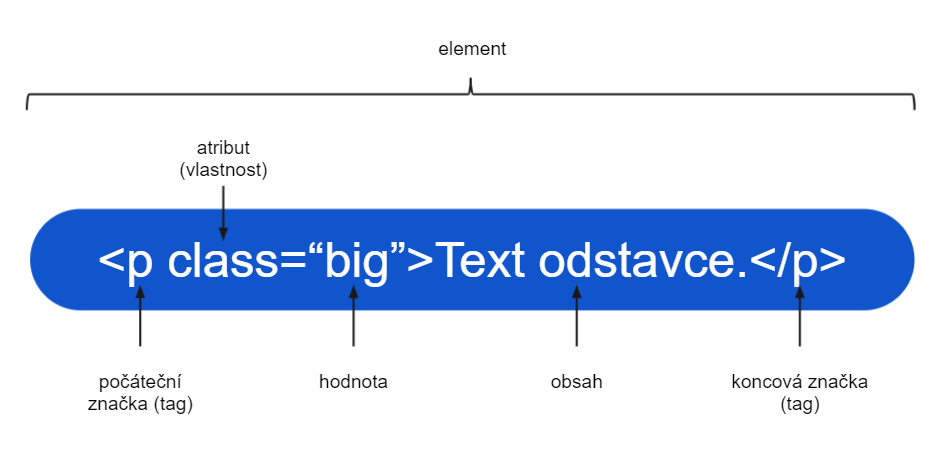 element
atribut
(vlastnost)
<p class=“big”>Text odstavce.</p>
počáteční
značka (tag)
hodnota
obsah
koncová značka
(tag)